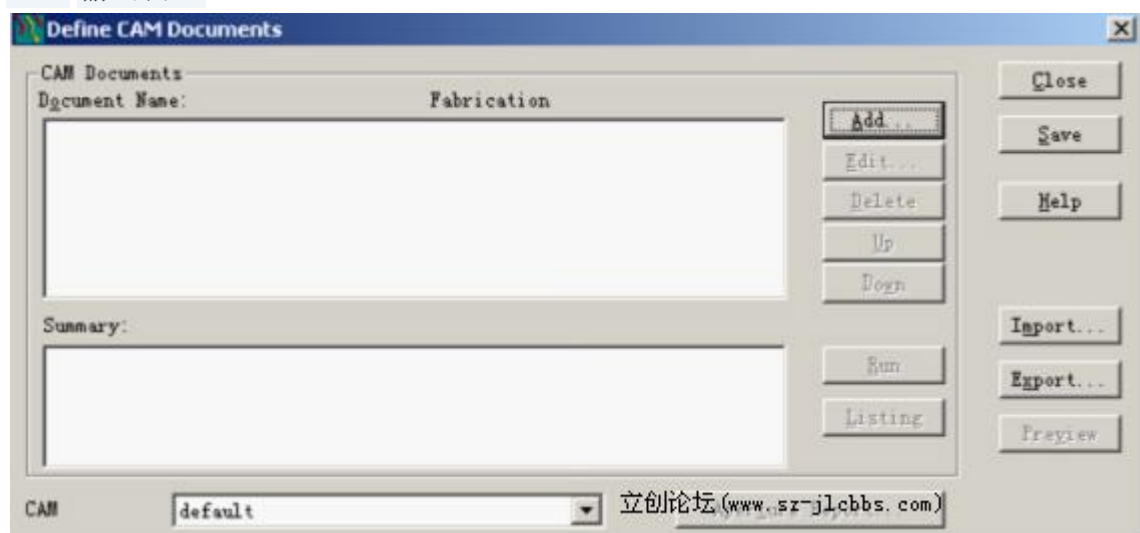 Define CAM Documents
CAM Documents
Document Name: Fabrication
Add...
Edit...
Delete
Up
Down
Close
Save
Help
Summary:
Run
Listing
Import...
Export...
Preview
CAM default
立创论坛(www.sz-jlcbbs.com)